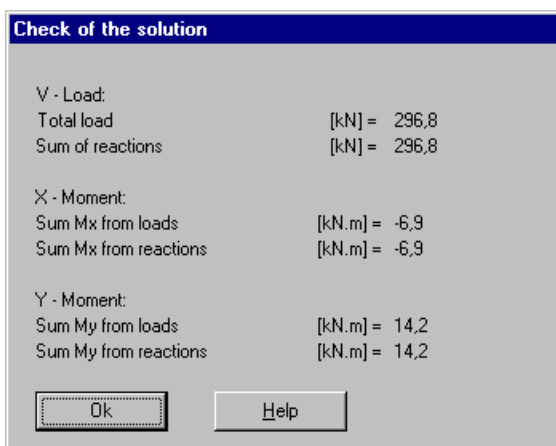 Check of the solution
V - Load:
Total load [kN] = 296,8
Sum of reactions [kN] = 296,8
X - Moment:
Sum Mx from loads [kN.m] = -6,9
Sum Mx from reactions [kN.m] = -6,9
Y - Moment:
Sum My from loads [kN.m] = 14,2
Sum My from reactions [kN.m] = 14,2
Ok Help